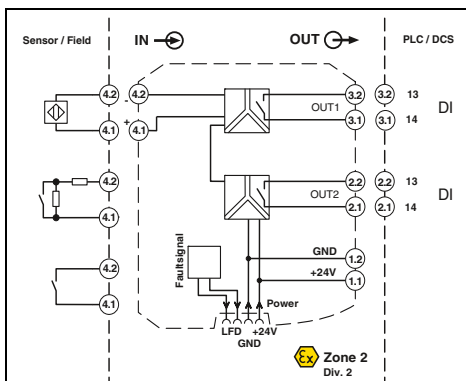 Sensor / Field IN OUT PLC / DCS
4.2 4.2 3.2 3.2 13
- OUT1 DI
+
4.1 4.1 3.1 3.1 14
4.2 2.2 2.2 13
OUT2 DI
4.1 2.1 2.1 14
Faultsignal
GND 1.2
4.2 +24V 1.1
4.1 Power
LFD +24V
GND
Ex Zone 2
Div. 2